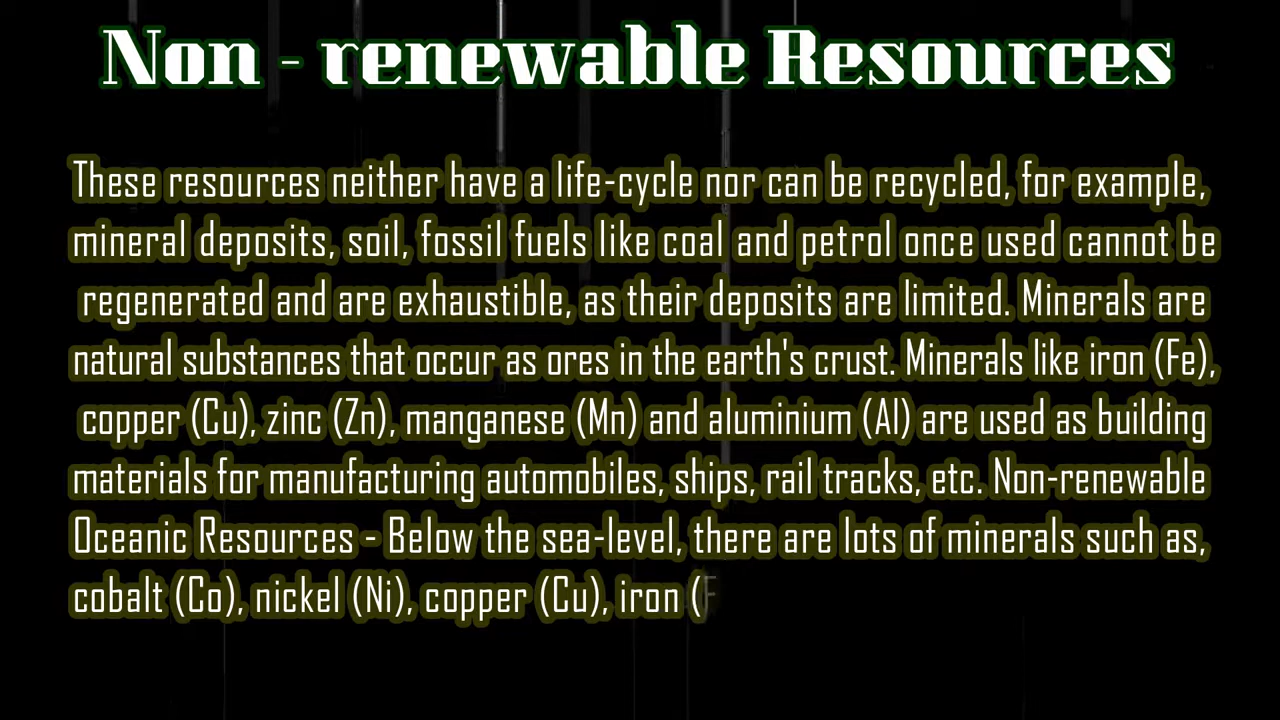 Non - renewable Resources
These resources neither have a life-cycle nor can be recycled, for example,
mineral deposits, soil, fossil fuels like coal and petrol once used cannot be
regenerated and are exhaustible, as their deposits are limited. Minerals are
natural substances that occur as ores in the earth's crust. Minerals like iron (Fe),
copper (Cu), zinc (Zn), manganese (Mn) and aluminium (Al) are used as building
materials for manufacturing automobiles, ships, rail tracks, etc. Non-renewable
Oceanic Resources - Below the sea-level, there are lots of minerals such as,
cobalt (Co), nickel (Ni), copper (Cu), iron (F